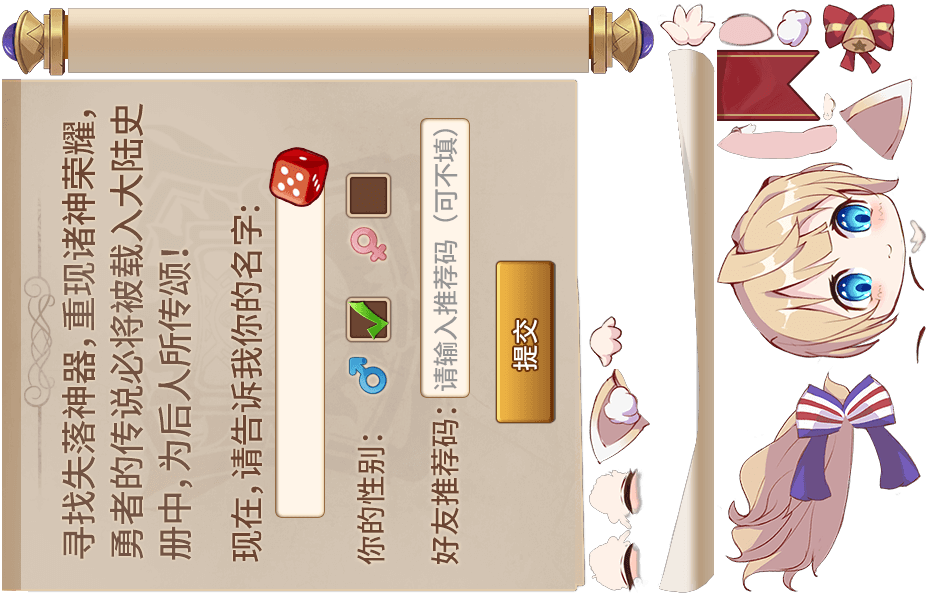 寻找失落神器，重现诸神荣耀，
勇者的传说必将被载入大陆史
册中，为后人所传颂！
现在，请告诉我你的名字：
你的性别：
好友推荐码：请输入推荐码（可不填）
提交